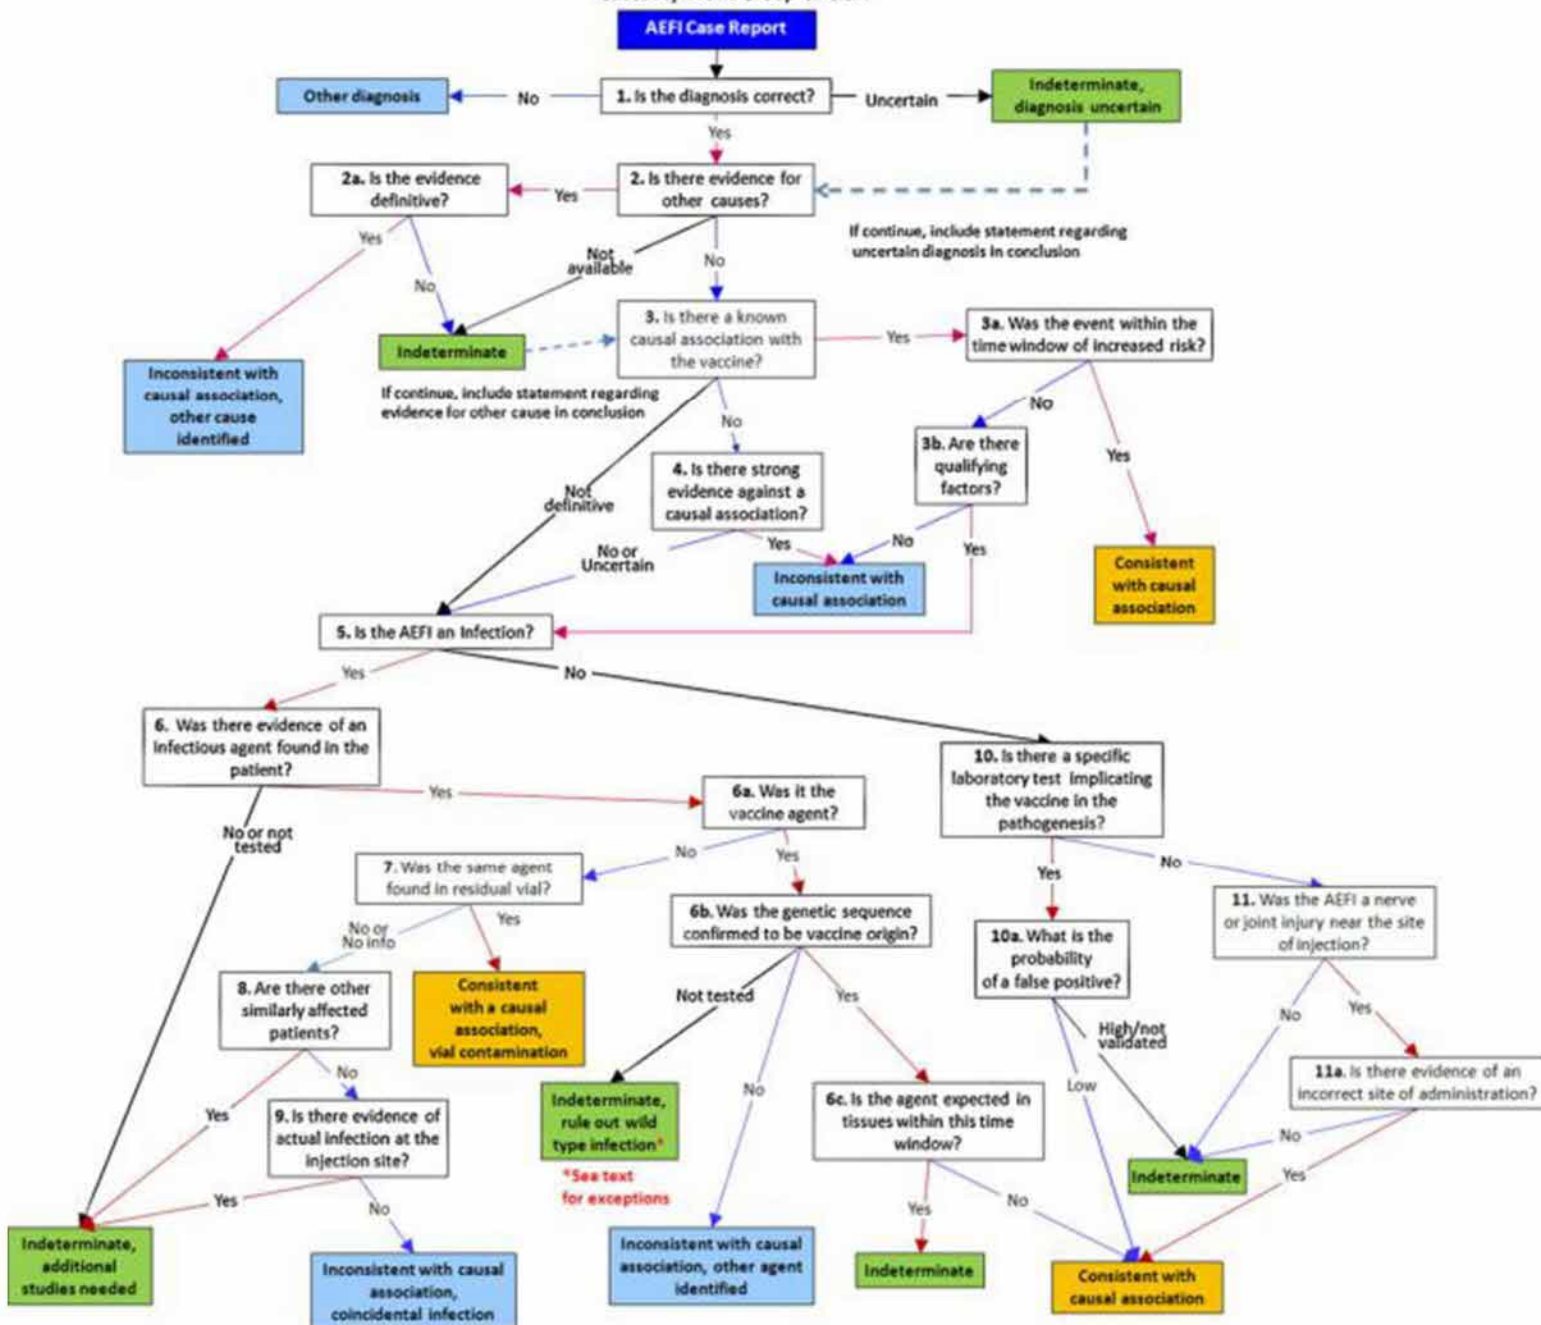 AEFI Case Report
Other diagnosis
No
1. Is the diagnosis correct?
Uncertain
Indeterminate,
diagnosis uncertain
Yes
2a. Is the evidence
definitive?
Yes
2. Is there evidence for
other causes?
If continue, include statement regarding
uncertain diagnosis in conclusion
Yes
No
Not
available
No
Inconsistent with
causal association,
other cause
identified
Indeterminate
If continue, include statement regarding
evidence for other cause in conclusion
3. Is there a known
causal association with
the vaccine?
Yes
3a. Was the event within the
time window of increased risk?
No
Yes
Not
definitive
No
4. Is there strong
evidence against a
causal association?
3b. Are there
qualifying
factors?
No or
Uncertain
Yes
No
Yes
Inconsistent with
causal association
Consistent
with causal
association
5. Is the AEFI an Infection?
Yes
No
6. Was there evidence of an
infectious agent found in the
patient?
Yes
No or not
tested
6a. Was it the
vaccine agent?
No
Yes
10. Is there a specific
laboratory test implicating
the vaccine in the
pathogenesis?
Yes
No
7. Was the same agent
found in residual vial?
No or
No info
Yes
6b. Was the genetic sequence
confirmed to be vaccine origin?
10a. What is the
probability
of a false positive?
11. Was the AEFI a nerve
or joint injury near the site
of injection?
8. Are there other
similarly affected
patients?
Consistent
with a causal
association,
vial contamination
Not tested
No
Yes
High/not
validated
Low
No
Yes
Yes
No
9. Is there evidence of
actual infection at the
injection site?
Indeterminate,
rule out wild
type infection*
*See text
for exceptions
6c. Is the agent expected in
tissues within this time
window?
11a. Is there evidence of an
incorrect site of administration?
No
Yes
Indeterminate
Yes
No
Yes
No
Indeterminate,
additional
studies needed
Inconsistent with causal
association,
coincidental infection
Inconsistent with causal
association, other agent
identified
Indeterminate
Consistent with
causal association